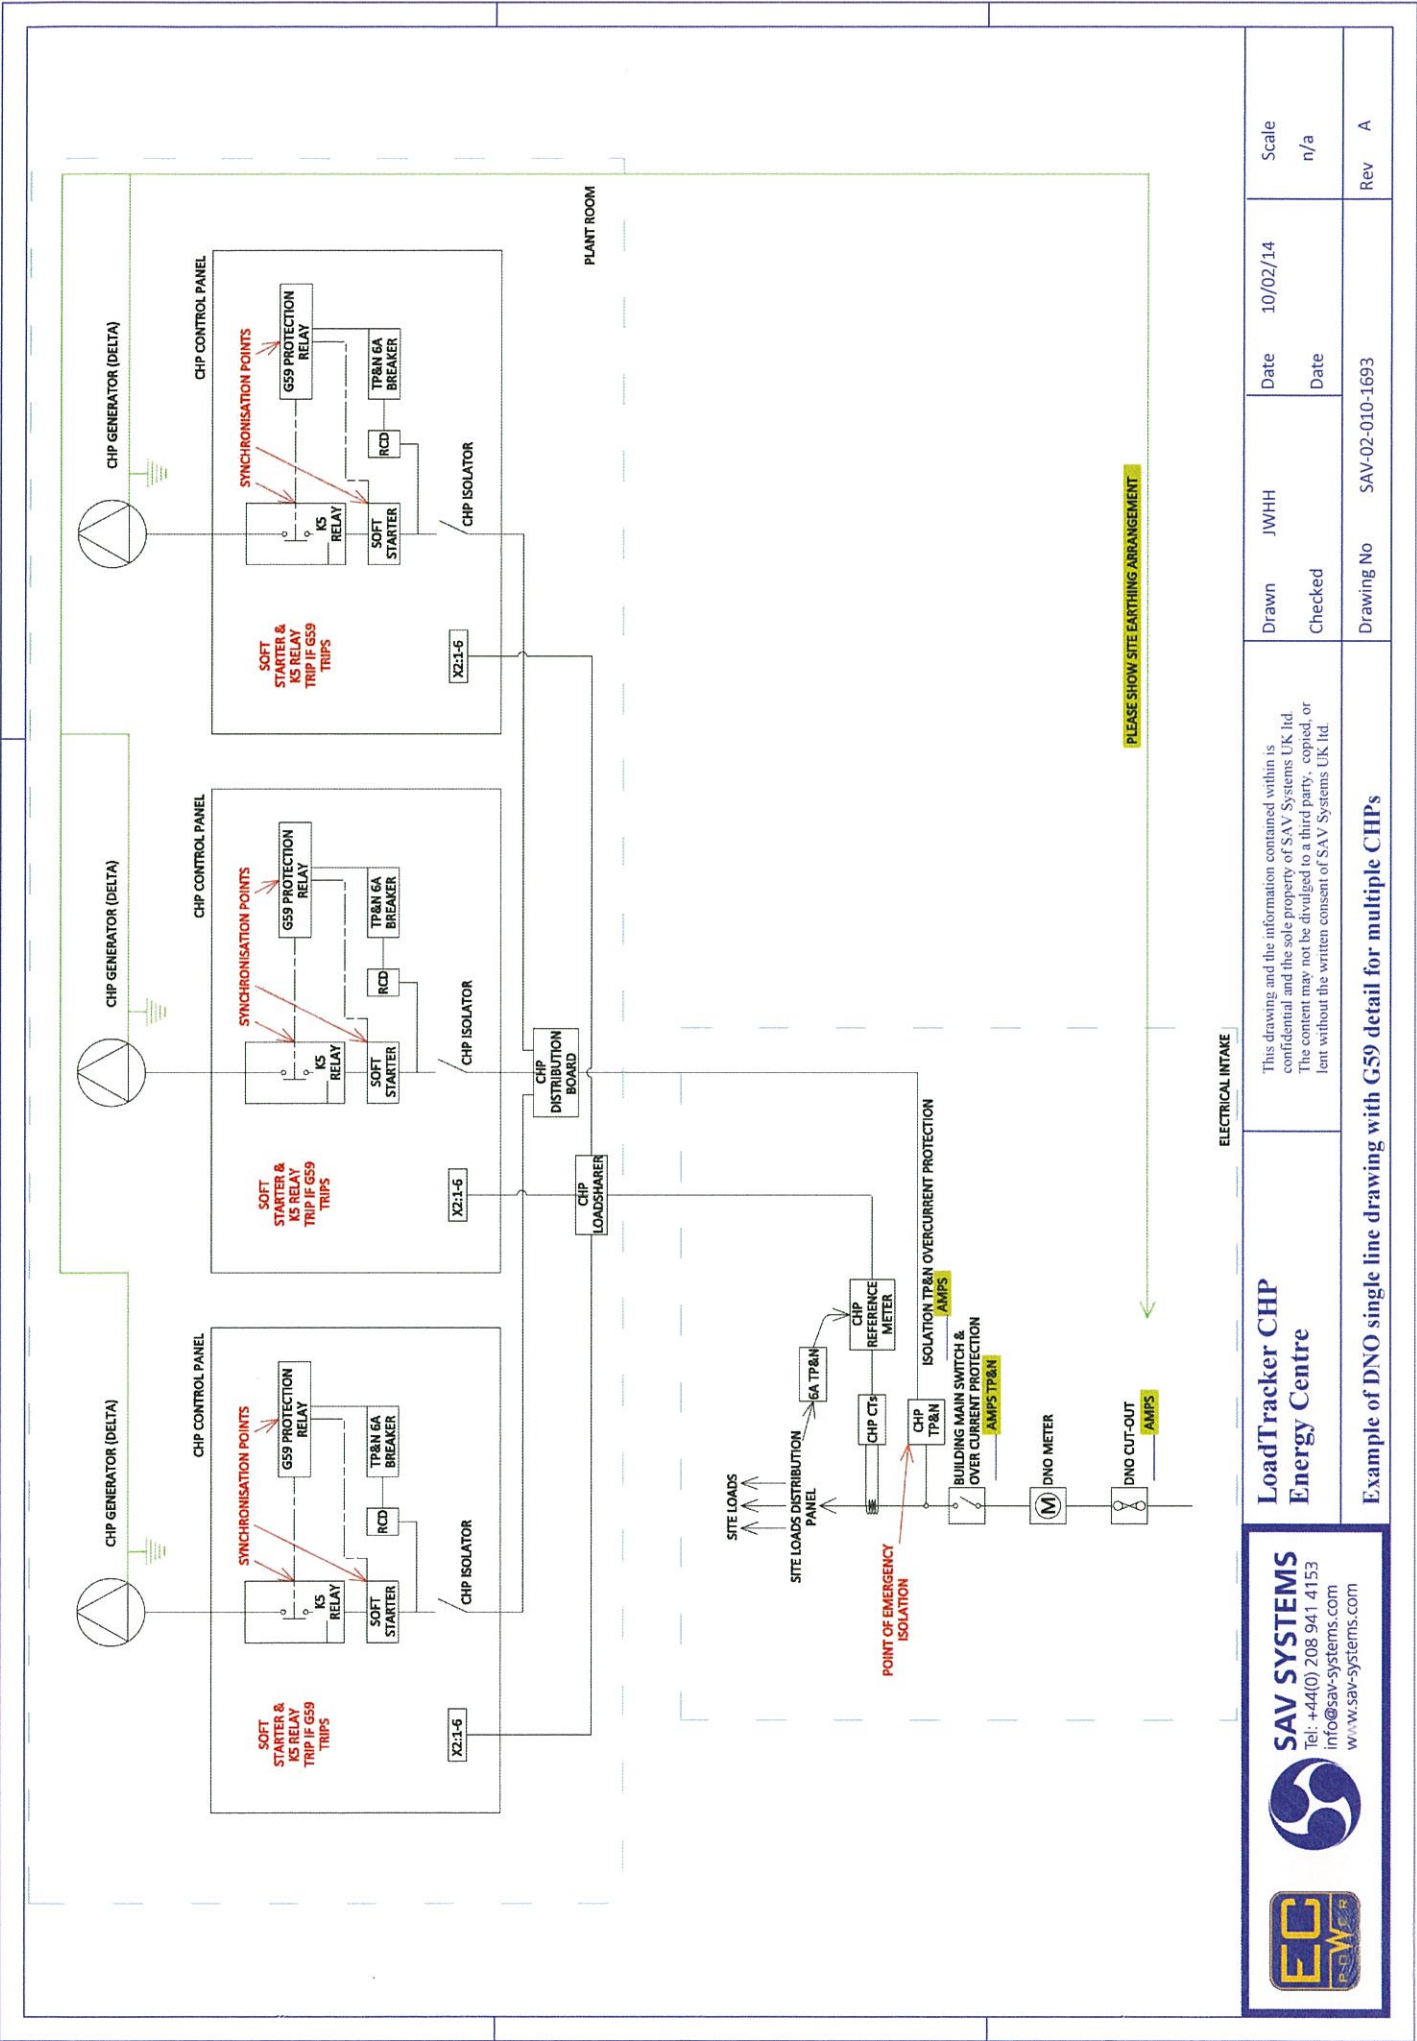 CHP GENERATOR (DELTA)
CHP GENERATOR (DELTA)
CHP GENERATOR (DELTA)
CHP CONTROL PANEL
SYNCHRONISATION POINTS
G59 PROTECTION
RELAY
K5
RELAY
TP&N 6A
BREAKER
RCD
SOFT
STARTER
SOFT
STARTER &
K5 RELAY
TRIP IF G59
TRIPS
X2:1-6
CHP ISOLATOR
CHP CONTROL PANEL
SYNCHRONISATION POINTS
G59 PROTECTION
RELAY
K5
RELAY
TP&N 6A
BREAKER
RCD
SOFT
STARTER
SOFT
STARTER &
K5 RELAY
TRIP IF G59
TRIPS
X2:1-6
CHP ISOLATOR
CHP CONTROL PANEL
SYNCHRONISATION POINTS
G59 PROTECTION
RELAY
K5
RELAY
TP&N 6A
BREAKER
RCD
SOFT
STARTER
SOFT
STARTER &
K5 RELAY
TRIP IF G59
TRIPS
X2:1-6
CHP ISOLATOR
CHP
DISTRIBUTION
BOARD
CHP
LOADSHARER
PLANT ROOM
SITE LOADS
SITE LOADS DISTRIBUTION
PANEL
6A TP&N
CHP
REFERENCE
METER
CHP CTs
CHP
TP&N
ISOLATION TP&N OVERCURRENT PROTECTION
AMPS
POINT OF EMERGENCY
ISOLATION
BUILDING MAIN SWITCH &
OVER CURRENT PROTECTION
AMPS TP&N
M
DNO METER
DNO CUT-OUT
AMPS
PLEASE SHOW SITE EARTHING ARRANGEMENT
ELECTRICAL INTAKE
EC
POWER
SAV SYSTEMS
Tel: +44(0) 208 941 4153
info@sav-systems.com
www.sav-systems.com
LoadTracker CHP
Energy Centre
This drawing and the information contained within is
confidential and the sole property of SAV Systems UK ltd.
The content may not be divulged to a third party, copied, or
lent without the written consent of SAV Systems UK ltd.
Drawn JWHH
Checked
Date 10/02/14
Date
Scale
n/a
Example of DNO single line drawing with G59 detail for multiple CHPs
Drawing No SAV-02-010-1693
Rev A